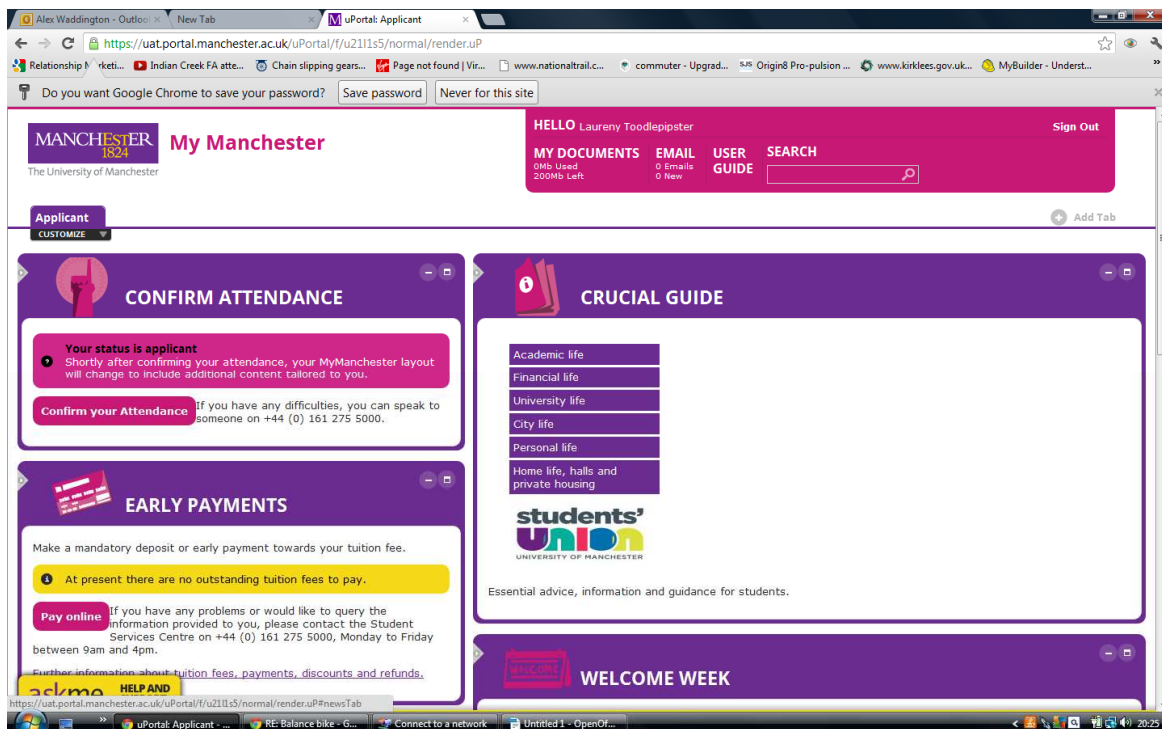 Alex Waddington - Outlool
New Tab
uPortal: Applicant
https://uat.portal.manchester.ac.uk/uPortal/f/u21l1s5/normal/render.uP
Indian Creek FA atte...
Chain slipping gears...
Page not found | Vir...
www.nationaltrail.c...
commuter - Upgrad...
Origin8 Pro-pulsion ...
www.kirklees.gov.uk...
MyBuilder - Underst...
Do you want Google Chrome to save your password?
Save password
Never for this site
MANCHESTER
1824
The University of Manchester
My Manchester
HELLO Laureny Toodlepipster
Sign Out
MY DOCUMENTS
0Mb Used
200Mb Left
EMAIL
0 Emails
0 New
USER
GUIDE
SEARCH
Applicant
CUSTOMIZE
Add Tab
CONFIRM ATTENDANCE
Your status is applicant
Shortly after confirming your attendance, your MyManchester layout
will change to include additional content tailored to you.
Confirm your Attendance
If you have any difficulties, you can speak to
someone on +44 (0) 161 275 5000.
EARLY PAYMENTS
Make a mandatory deposit or early payment towards your tuition fee.
At present there are no outstanding tuition fees to pay.
Pay online
If you have any problems or would like to query the
information provided to you, please contact the Student
Services Centre on +44 (0) 161 275 5000, Monday to Friday
between 9am and 4pm.
Further information about tuition fees, payments, discounts and refunds.
askme
HELP AND
https://uat.portal.manchester.ac.uk/uPortal/f/u21l1s5/normal/render.uP#newsTab
CRUCIAL GUIDE
Academic life
Financial life
University life
City life
Personal life
Home life, halls and
private housing
students'
UNION
UNIVERSITY OF MANCHESTER
Essential advice, information and guidance for students.
WELCOME
WELCOME WEEK
uPortal: Applicant - ...
RE: Balance bike - G...
Connect to a network
Untitled 1 - OpenOf...
20:25